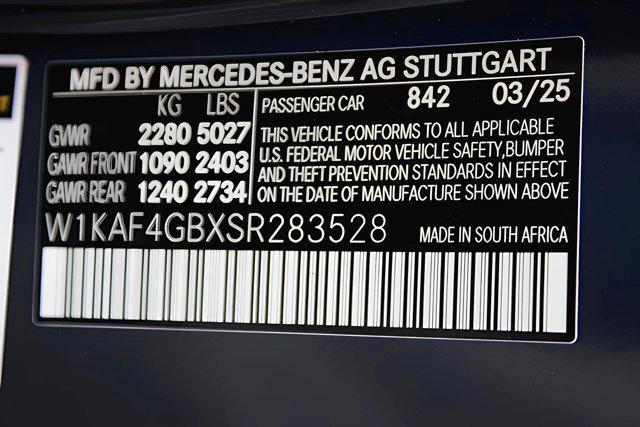 MFD BY MERCEDES-BENZ AG STUTTGART
KG LBS
GVWR 2280 5027
GAWR FRONT 1090 2403
GAWR REAR 1240 2734
PASSENGER CAR 842 03/25
THIS VEHICLE CONFORMS TO ALL APPLICABLE
U.S. FEDERAL MOTOR VEHICLE SAFETY,BUMPER
AND THEFT PREVENTION STANDARDS IN EFFECT
ON THE DATE OF MANUFACTURE SHOWN ABOVE
W1KAF4GBXSR283528
MADE IN SOUTH AFRICA